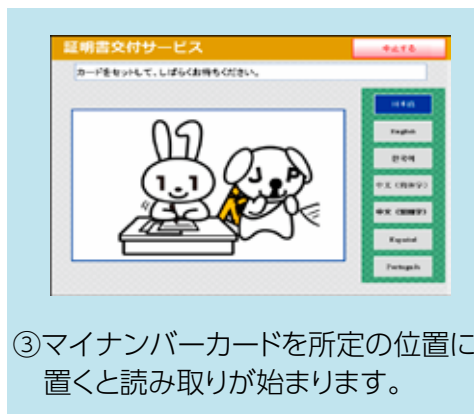 証明書交付サービス
中止する
カードをセットして、しばらくお待ちください。
日本語
English
한국어
中文（簡体字）
中文（繁体字）
Español
Português
1.1
J P
③マイナンバーカードを所定の位置に
置くと読み取りが始まります。